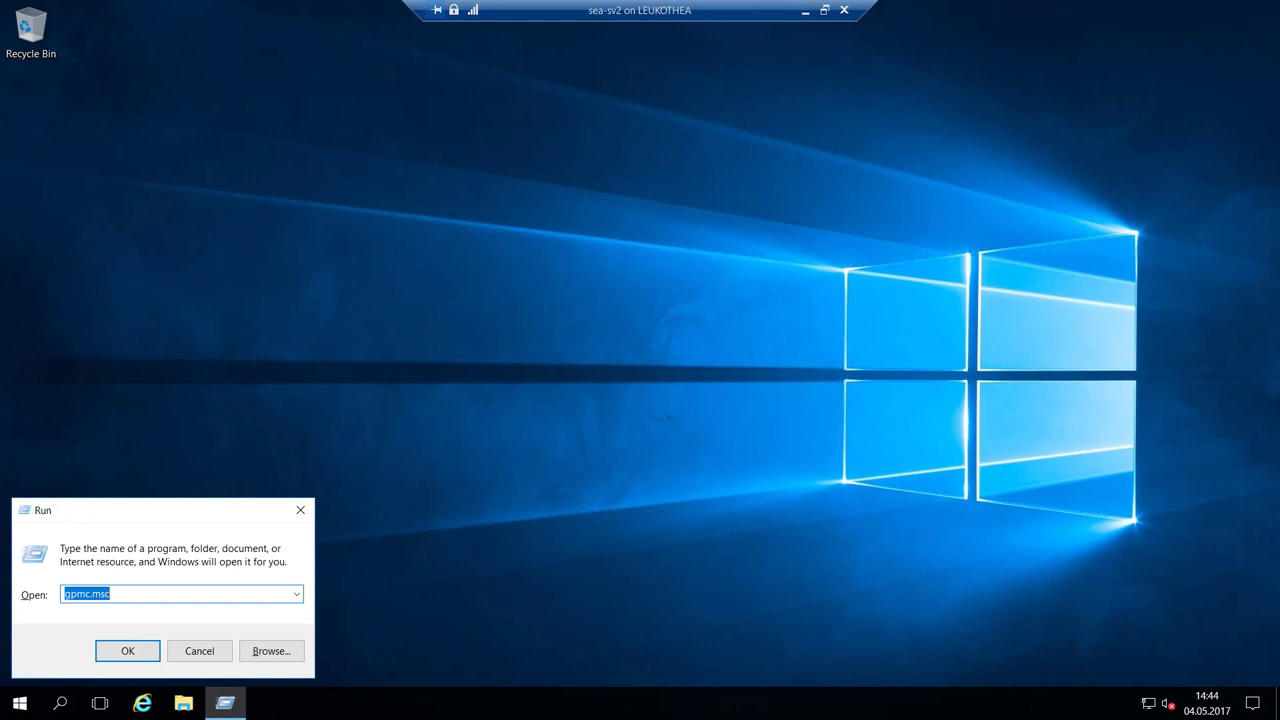 sea-sv2 on LEUKOTHEA
Recycle Bin
Run
Type the name of a program, folder, document, or
Internet resource, and Windows will open it for you.
Open:
gpmc.msc
OK
Cancel
Browse...
14:44
04.05.2017